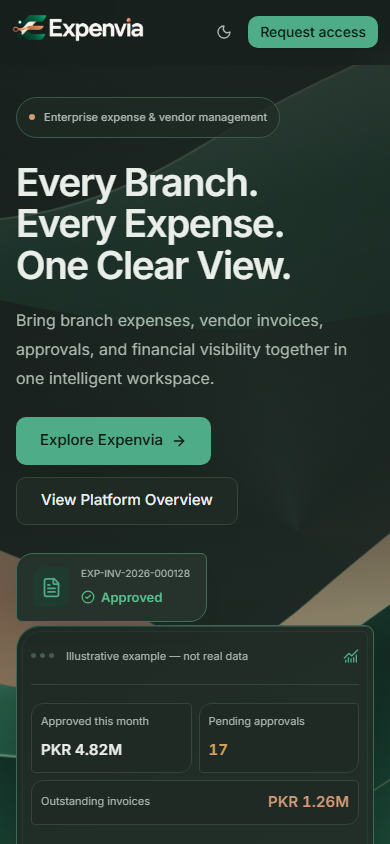 Expenvia
Request access
Enterprise expense & vendor management
Every Branch.
Every Expense.
One Clear View.
Bring branch expenses, vendor invoices,
approvals, and financial visibility together in
one intelligent workspace.
Explore Expenvia →
View Platform Overview
EXP-INV-2026-000128
Approved
Illustrative example — not real data
Approved this month
PKR 4.82M
Pending approvals
17
Outstanding invoices
PKR 1.26M